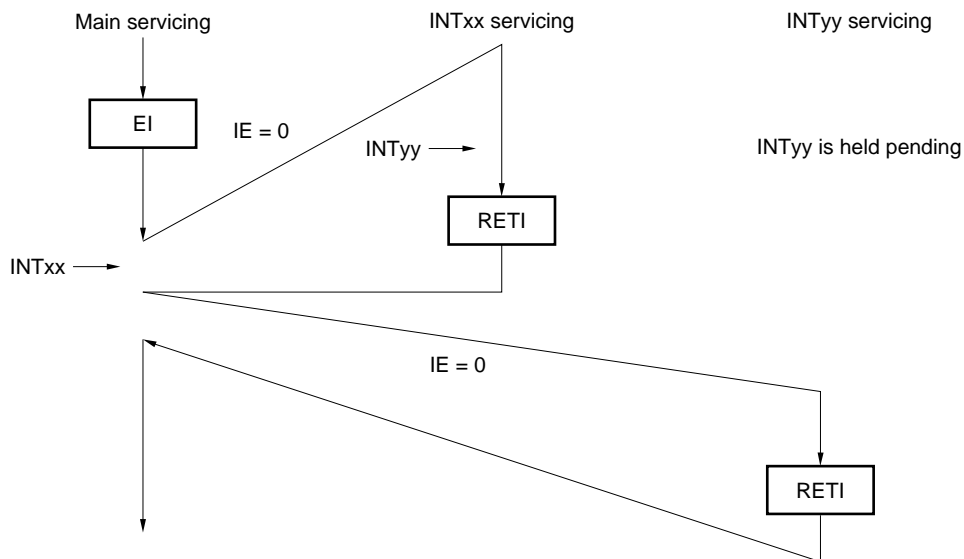 Main servicing
INTxx servicing
INTyy servicing
EI
IE = 0
INTyy
INTyy is held pending
RETI
INTxx
IE = 0
RETI